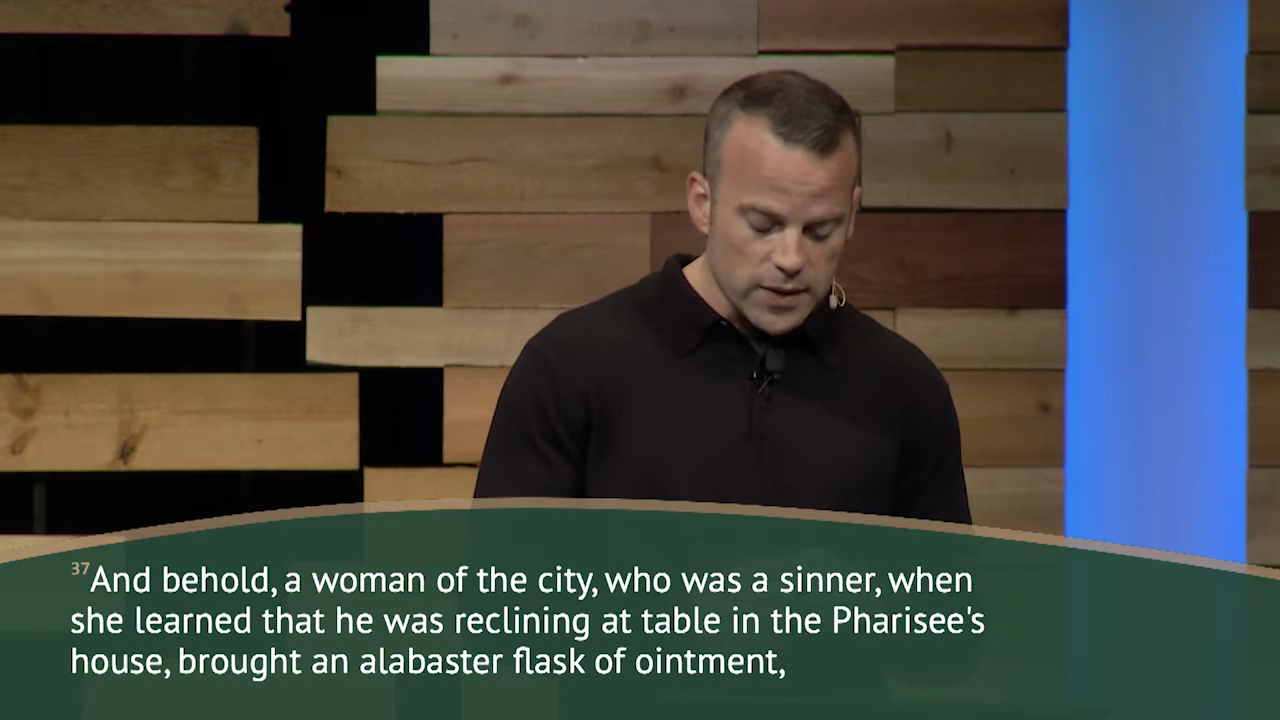 37And behold, a woman of the city, who was a sinner, when
she learned that he was reclining at table in the Pharisee's
house, brought an alabaster flask of ointment,